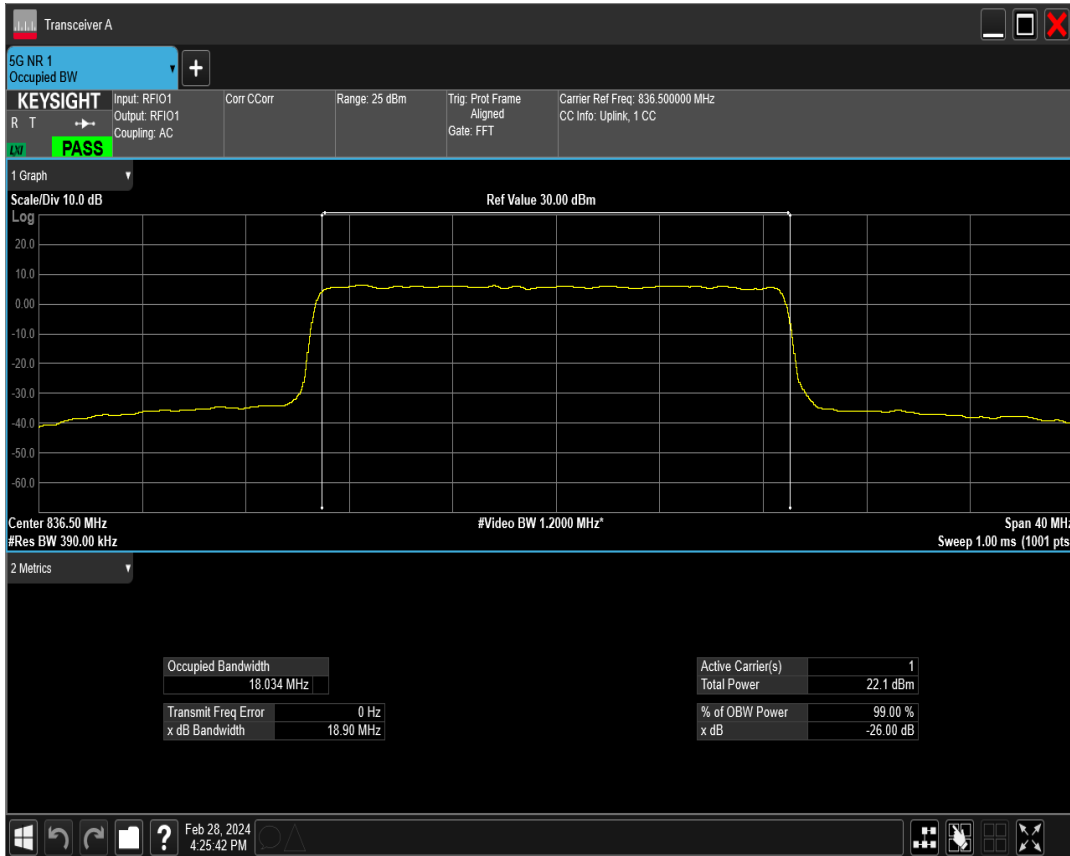 Transceiver A
5G NR 1
Occupied BW
KEYSIGHT
Input: RFIO1
Output: RFIO1
Coupling: AC
Corr CCorr
Range: 25 dBm
Trig: Prot Frame
Aligned
Gate: FFT
Carrier Ref Freq: 836.500000 MHz
CC Info: Uplink, 1 CC
R T
LXI
PASS
1 Graph
Scale/Div 10.0 dB
Ref Value 30.00 dBm
Log
20.0
10.0
0.00
-10.0
-20.0
-30.0
-40.0
-50.0
-60.0
Center 836.50 MHz
#Video BW 1.2000 MHz*
Span 40 MHz
#Res BW 390.00 kHz
Sweep 1.00 ms (1001 pts
2 Metrics
Occupied Bandwidth
18.034 MHz
Transmit Freq Error 0 Hz
x dB Bandwidth 18.90 MHz
Active Carrier(s) 1
Total Power 22.1 dBm
% of OBW Power 99.00 %
x dB -26.00 dB
?
Feb 28, 2024
4:25:42 PM